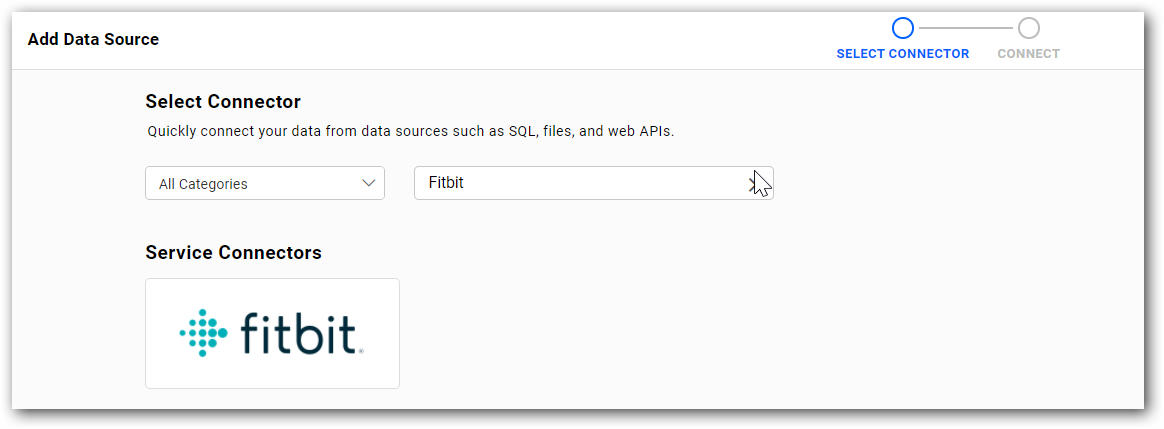 Add Data Source
SELECT CONNECTOR
CONNECT
Select Connector
Quickly connect your data from data sources such as SQL, files, and web APIs.
All Categories
Fitbit
Service Connectors
fitbit